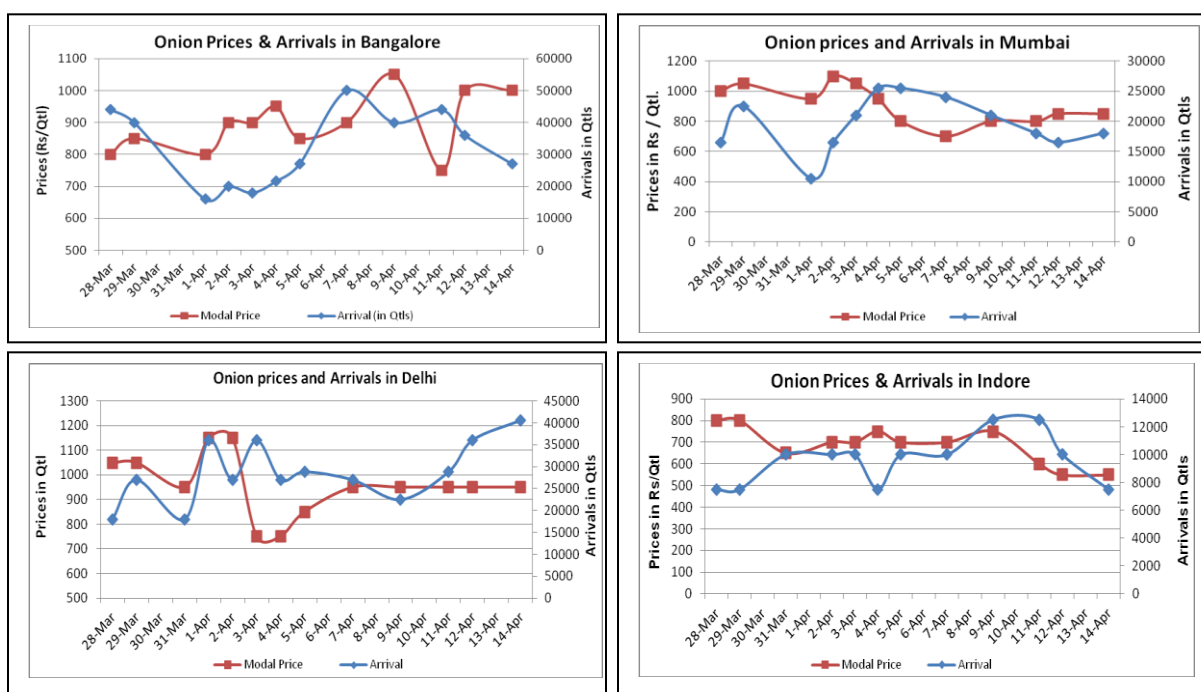 Onion Prices & Arrivals in Bangalore
Prices (Rs/Qtl)
1100
1000
900
800
700
600
500
60000
50000
40000
30000
20000
10000
0
Arrivals in Qtls
28-Mar
29-Mar
30-Mar
31-Mar
1-Apr
2-Apr
3-Apr
4-Apr
5-Apr
6-Apr
7-Apr
8-Apr
9-Apr
10-Apr
11-Apr
12-Apr
13-Apr
14-Apr
Modal Price
Arrival (in Qtls)
Onion prices and Arrivals in Mumbai
Prices in Rs / Qtl.
1200
1000
800
600
400
200
0
30000
25000
20000
15000
10000
5000
0
Arrivals in Qtls
28-Mar
29-Mar
30-Mar
31-Mar
1-Apr
2-Apr
3-Apr
4-Apr
5-Apr
6-Apr
7-Apr
8-Apr
9-Apr
10-Apr
11-Apr
12-Apr
13-Apr
14-Apr
Modal Price
Arrival
Onion prices and Arrivals in Delhi
Prices in Qtl
1300
1200
1100
1000
900
800
700
600
500
45000
40000
35000
30000
25000
20000
15000
10000
5000
0
Arrivals in Qtls
28-Mar
29-Mar
30-Mar
31-Mar
1-Apr
2-Apr
3-Apr
4-Apr
5-Apr
6-Apr
7-Apr
8-Apr
9-Apr
10-Apr
11-Apr
12-Apr
13-Apr
14-Apr
Modal Price
Arrival
Onion Prices & Arrivals in Indore
Prices in Rs/Qtl
900
800
700
600
500
400
300
200
100
0
14000
12000
10000
8000
6000
4000
2000
0
Arrivals in Qtls
28-Mar
29-Mar
30-Mar
31-Mar
1-Apr
2-Apr
3-Apr
4-Apr
5-Apr
6-Apr
7-Apr
8-Apr
9-Apr
10-Apr
11-Apr
12-Apr
13-Apr
14-Apr
Modal Price
Arrival